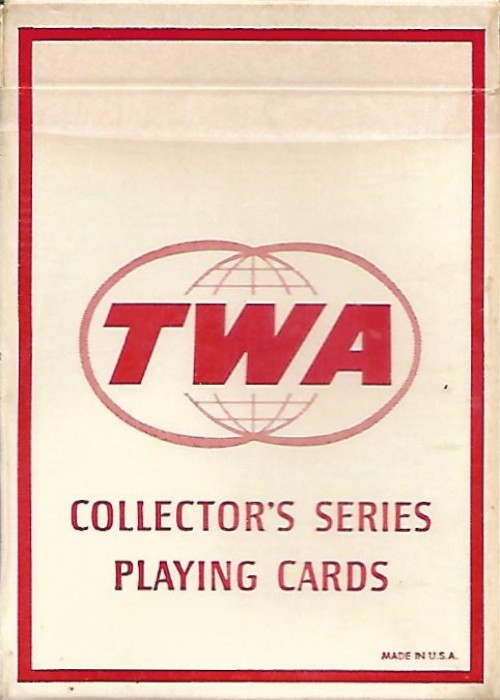 TWA
COLLECTOR'S SERIES
PLAYING CARDS
MADE IN U.S.A.